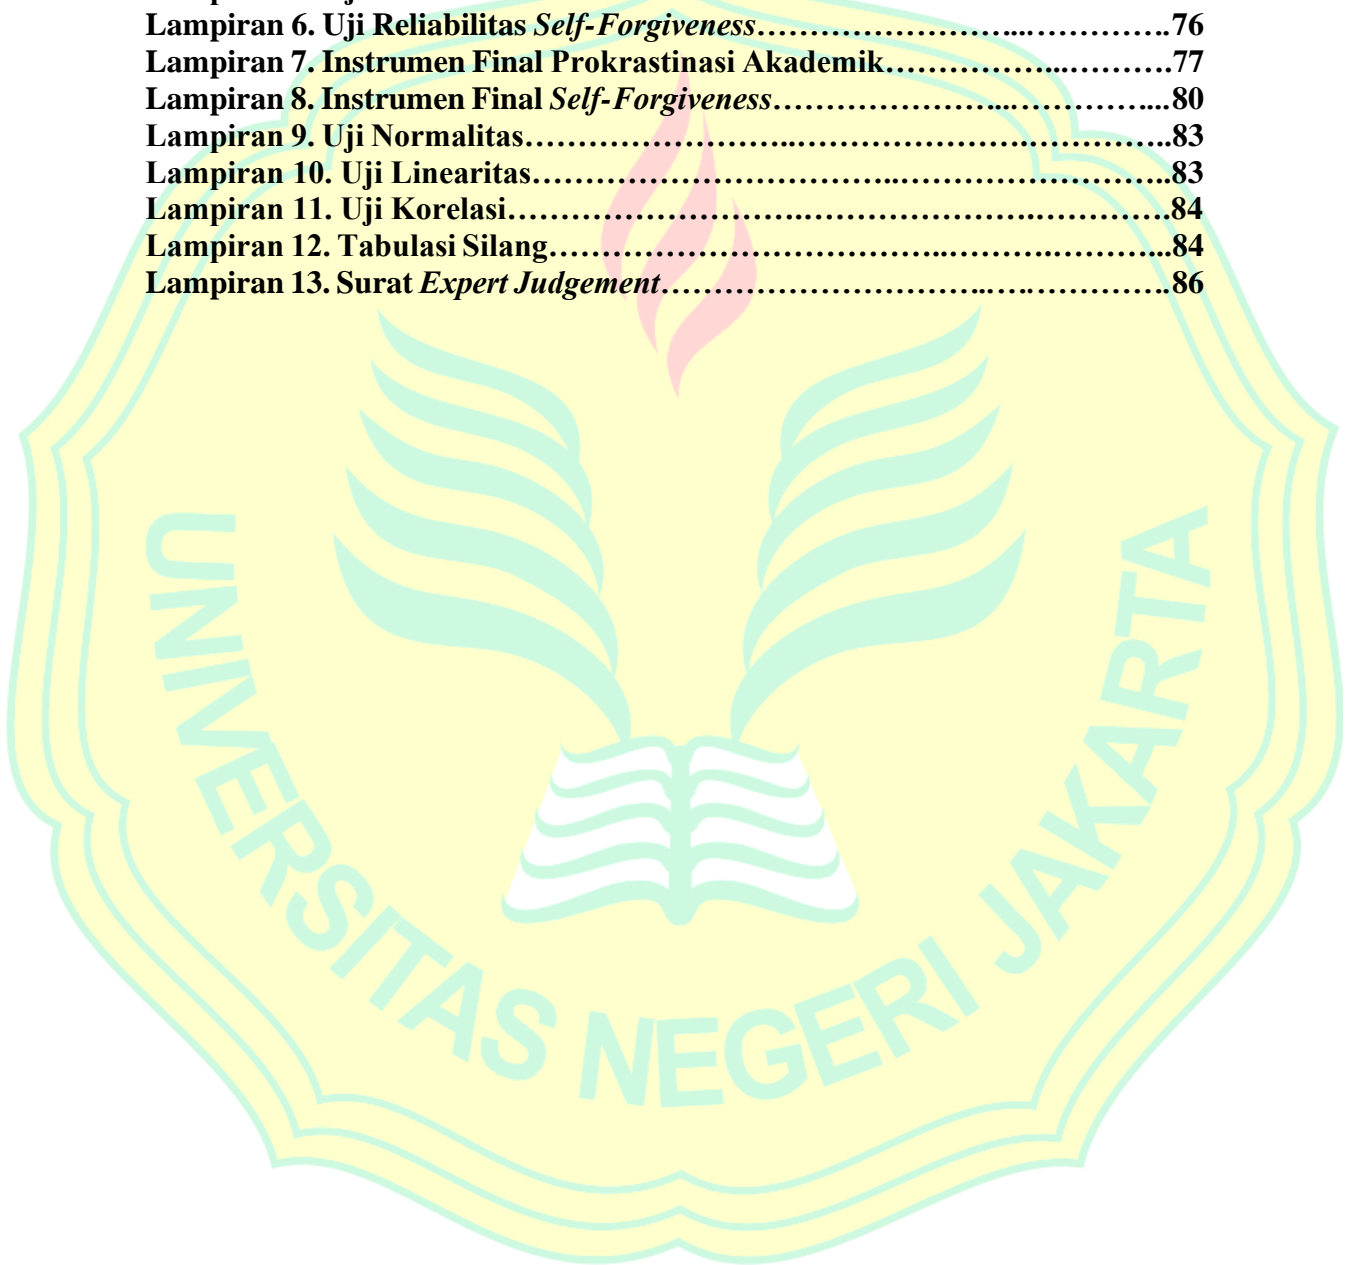 Lampiran 6. Uji Reliabilitas Self-Forgiveness……………………....………….76
Lampiran 7. Instrumen Final Prokrastinasi Akademik……………...……….77
Lampiran 8. Instrumen Final Self-Forgiveness…………………...…………...80
Lampiran 9. Uji Normalitas……………………...………………….…………..83
Lampiran 10. Uji Linearitas……………………………...……………………..83
Lampiran 11. Uji Korelasi……………………….………………….………….84
Lampiran 12. Tabulasi Silang………………………………..……….………...84
Lampiran 13. Surat Expert Judgement…………………………..….………….86
UNIVERSITAS NEGERI JAKARTA